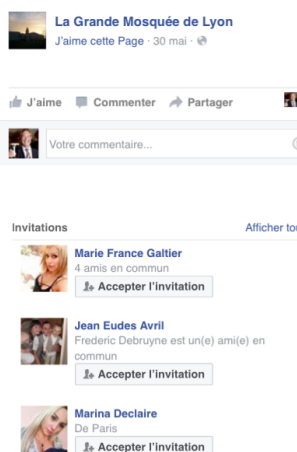 La Grande Mosquée de Lyon
J'aime cette Page · 30 mai ·
J'aime Commenter Partager
Votre commentaire...
Invitations Afficher tou
Marie France Galtier
4 amis en commun
Accepter l'invitation
Jean Eudes Avril
Frederic Debruyne est un(e) ami(e) en
commun
Accepter l'invitation
Marina Declaire
De Paris
Accepter l'invitation